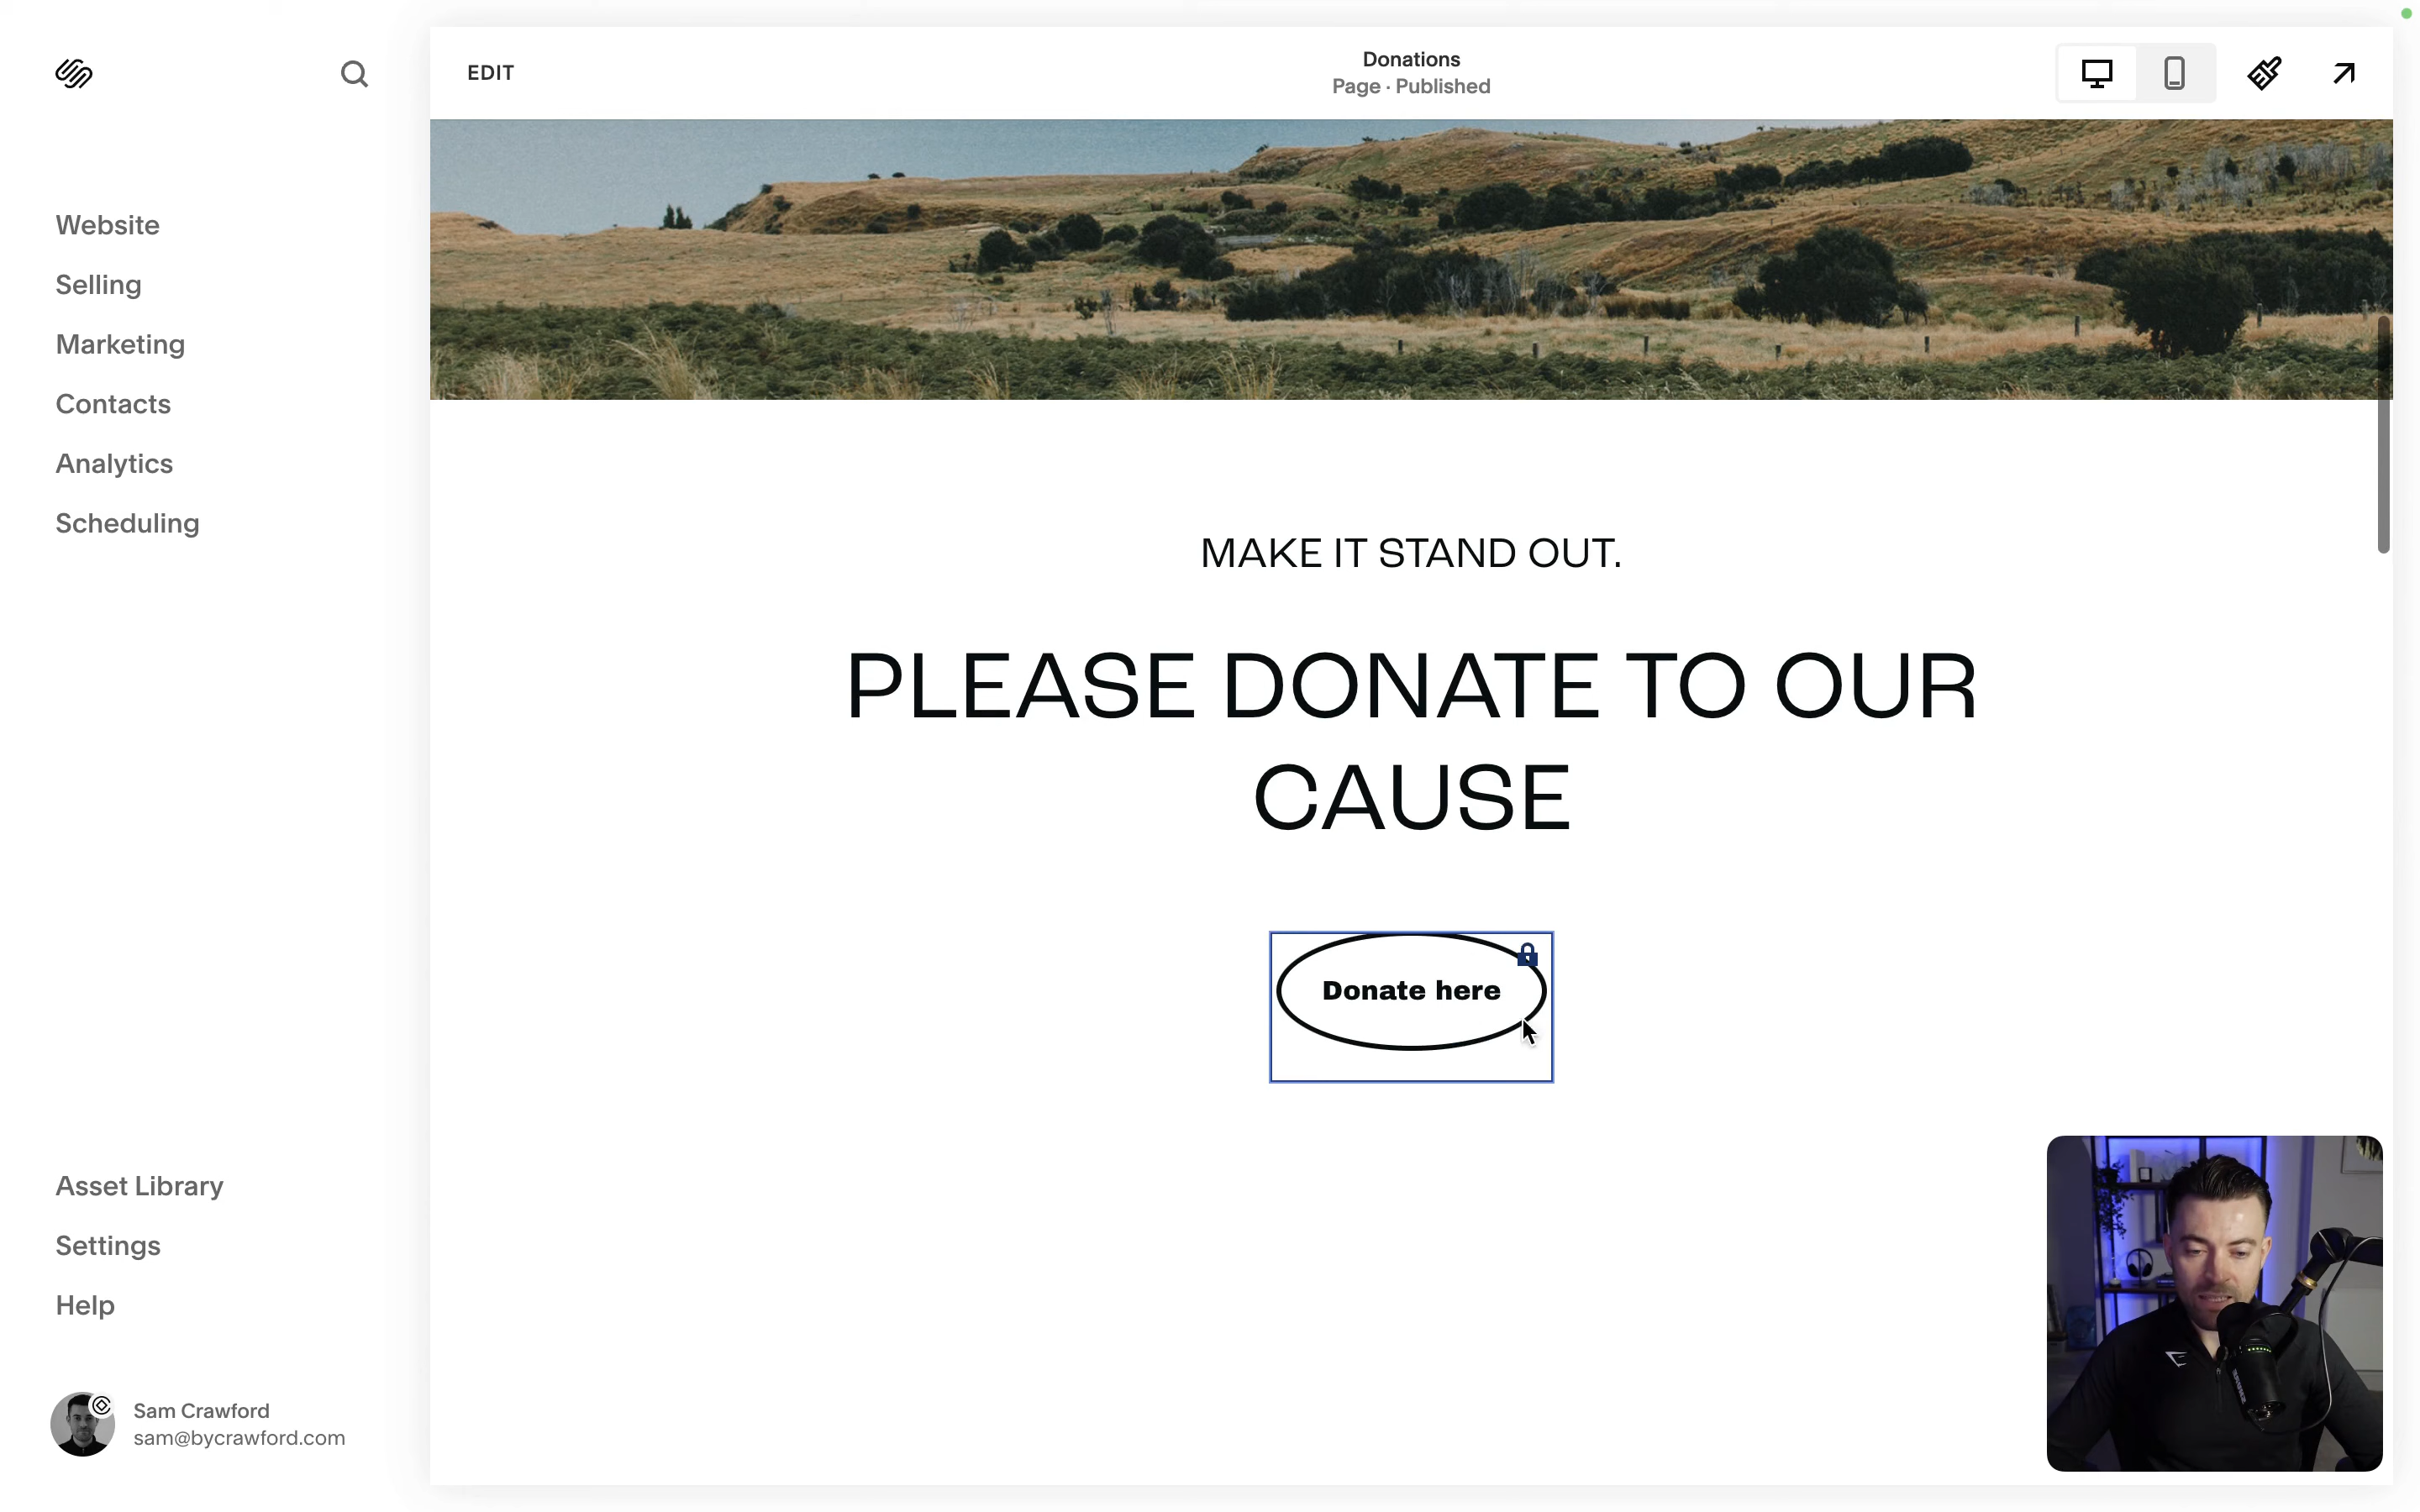 EDIT
Donations
Page · Published
Website
Selling
Marketing
Contacts
Analytics
Scheduling
MAKE IT STAND OUT.
PLEASE DONATE TO OUR
CAUSE
Donate here
Asset Library
Settings
Help
Sam Crawford
sam@bycrawford.com